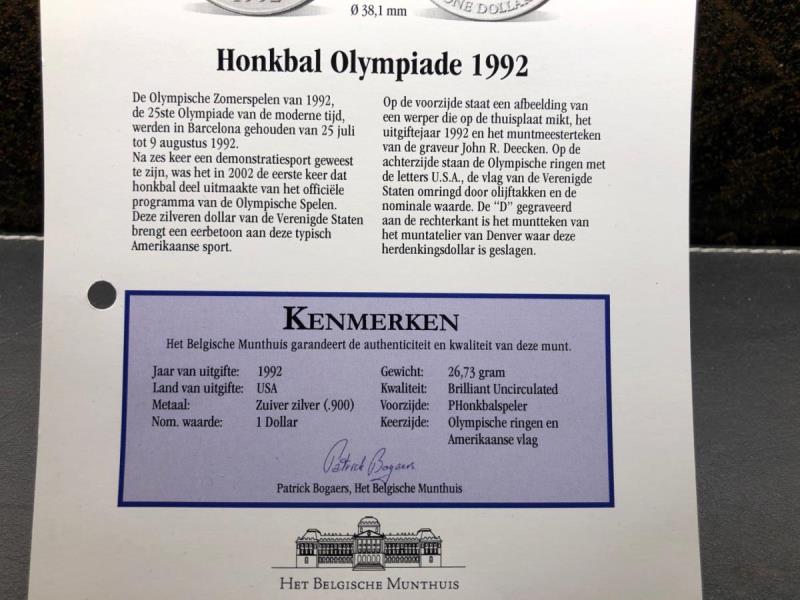 1992
Ø 38,1 mm
ONE DOLLAR
Honkbal Olympiade 1992
De Olympische Zomerspelen van 1992,
de 25ste Olympiade van de moderne tijd,
werden in Barcelona gehouden van 25 juli
tot 9 augustus 1992.
Na zes keer een demonstratiesport geweest
te zijn, was het in 2002 de eerste keer dat
honkbal deel uitmaakte van het officiële
programma van de Olympische Spelen.
Deze zilveren dollar van de Verenigde Staten
brengt een eerbetoon aan deze typisch
Amerikaanse sport.
Op de voorzijde staat een afbeelding van
een werper die op de thuisplaat mikt, het
uitgiftejaar 1992 en het muntmeesterteken
van de graveur John R. Deecken. Op de
achterzijde staan de Olympische ringen met
de letters U.S.A., de vlag van de Verenigde
Staten omringd door olijftakken en de
nominale waarde. De “D” gegraveerd
aan de rechterkant is het muntteken van
het muntatelier van Denver waar deze
herdenkingsdollar is geslagen.
KENMERKEN
Het Belgische Munthuis garandeert de authenticiteit en kwaliteit van deze munt.
Jaar van uitgifte: 1992
Land van uitgifte: USA
Metaal: Zuiver zilver (.900)
Nom. waarde: 1 Dollar
Gewicht: 26,73 gram
Kwaliteit: Brilliant Uncirculated
Voorzijde: PHonkbalspeler
Keerzijde: Olympische ringen en
Amerikaanse vlag
Patrick Bogaers
Patrick Bogaers, Het Belgische Munthuis
HET BELGISCHE MUNTHUIS